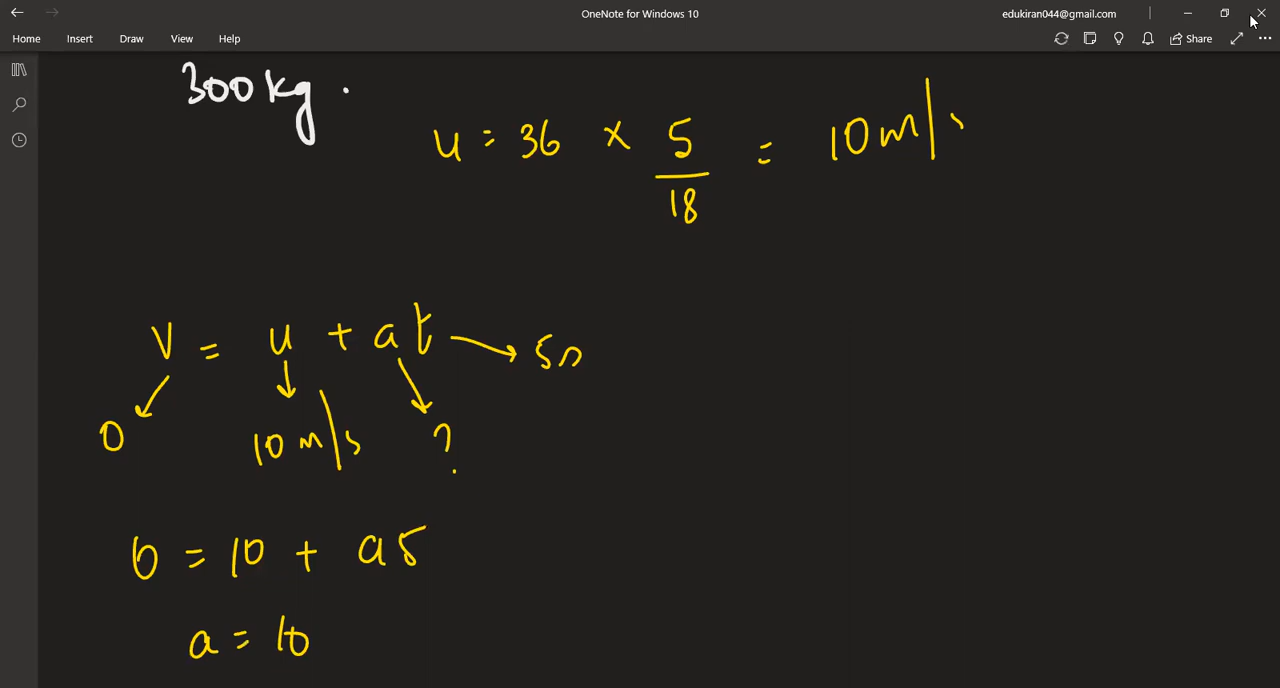 OneNote for Windows 10
edukiran044@gmail.com
Home Insert Draw View Help
Share
300 kg.
u = 36 x 5/18 = 10 m/s
v = u + at → 5s
0 10 m/s ?
0 = 10 + a5
a = 10